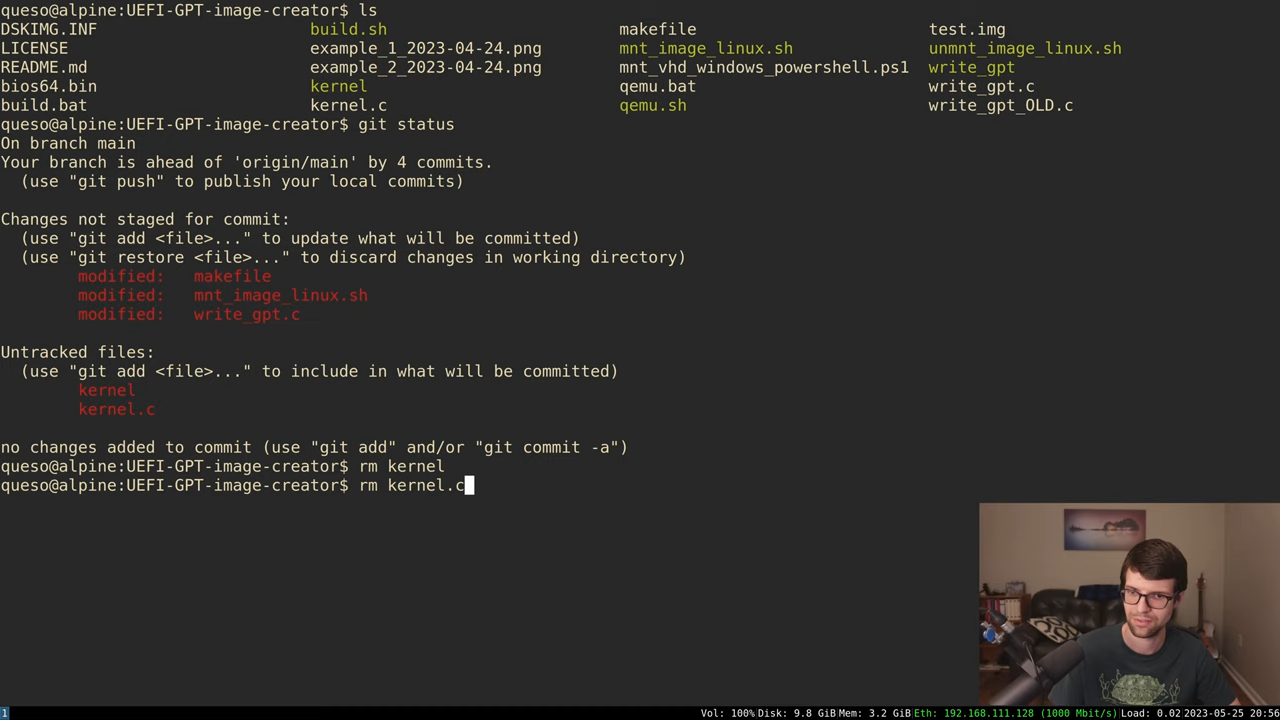 queso@alpine:UEFI-GPT-image-creator$ ls
DSKIMG.INF build.sh makefile test.img
LICENSE example_1_2023-04-24.png mnt_image_linux.sh unmnt_image_linux.sh
README.md example_2_2023-04-24.png mnt_vhd_windows_powershell.ps1 write_gpt
bios64.bin kernel qemu.bat write_gpt.c
build.bat kernel.c qemu.sh write_gpt_OLD.c
queso@alpine:UEFI-GPT-image-creator$ git status
On branch main
Your branch is ahead of 'origin/main' by 4 commits.
(use "git push" to publish your local commits)
Changes not staged for commit:
(use "git add <file>..." to update what will be committed)
(use "git restore <file>..." to discard changes in working directory)
modified: makefile
modified: mnt_image_linux.sh
modified: write_gpt.c
Untracked files:
(use "git add <file>..." to include in what will be committed)
kernel
kernel.c
no changes added to commit (use "git add" and/or "git commit -a")
queso@alpine:UEFI-GPT-image-creator$ rm kernel
queso@alpine:UEFI-GPT-image-creator$ rm kernel.c
1 Vol: 100% Disk: 9.8 GiB Mem: 3.2 GiB Eth: 192.168.111.128 (1000 Mbit/s) Load: 0.02 2023-05-25 20:56